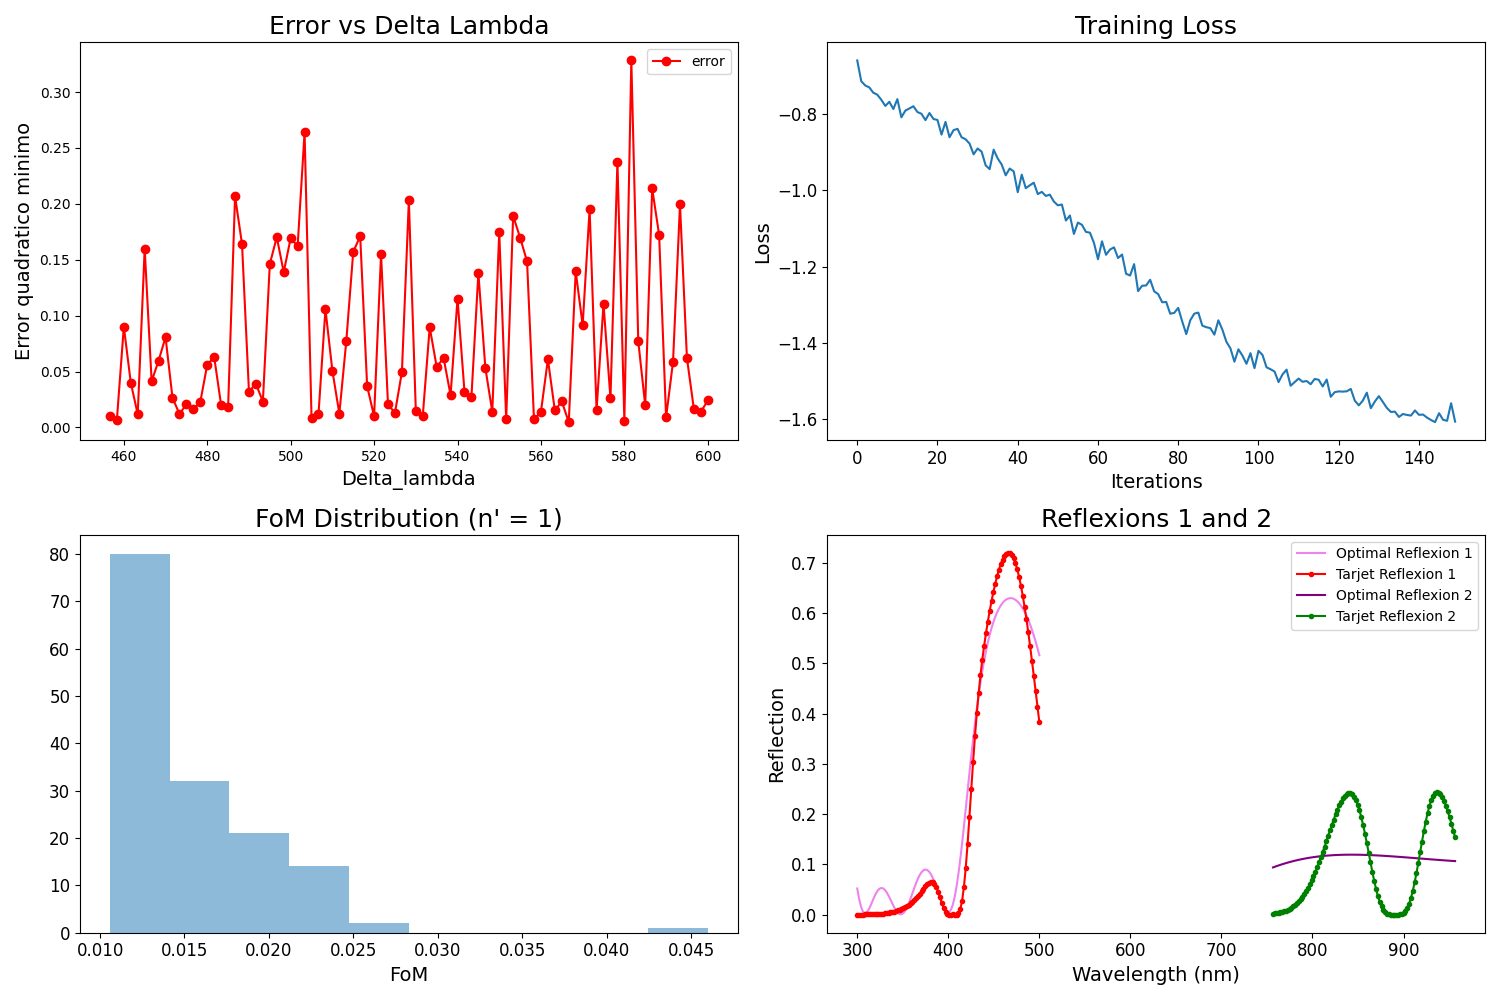 Error vs Delta Lambda
error
Error quadratico minimo
0.30
0.25
0.20
0.15
0.10
0.05
0.00
460 480 500 520 540 560 580 600
Delta_lambda
Training Loss
Loss
−0.8
−1.0
−1.2
−1.4
−1.6
0 20 40 60 80 100 120 140
Iterations
FoM Distribution (n' = 1)
80
70
60
50
40
30
20
10
0
0.010 0.015 0.020 0.025 0.030 0.035 0.040 0.045
FoM
Reflexions 1 and 2
Optimal Reflexion 1
Tarjet Reflexion 1
Optimal Reflexion 2
Tarjet Reflexion 2
Reflection
0.7
0.6
0.5
0.4
0.3
0.2
0.1
0.0
300 400 500 600 700 800 900
Wavelength (nm)